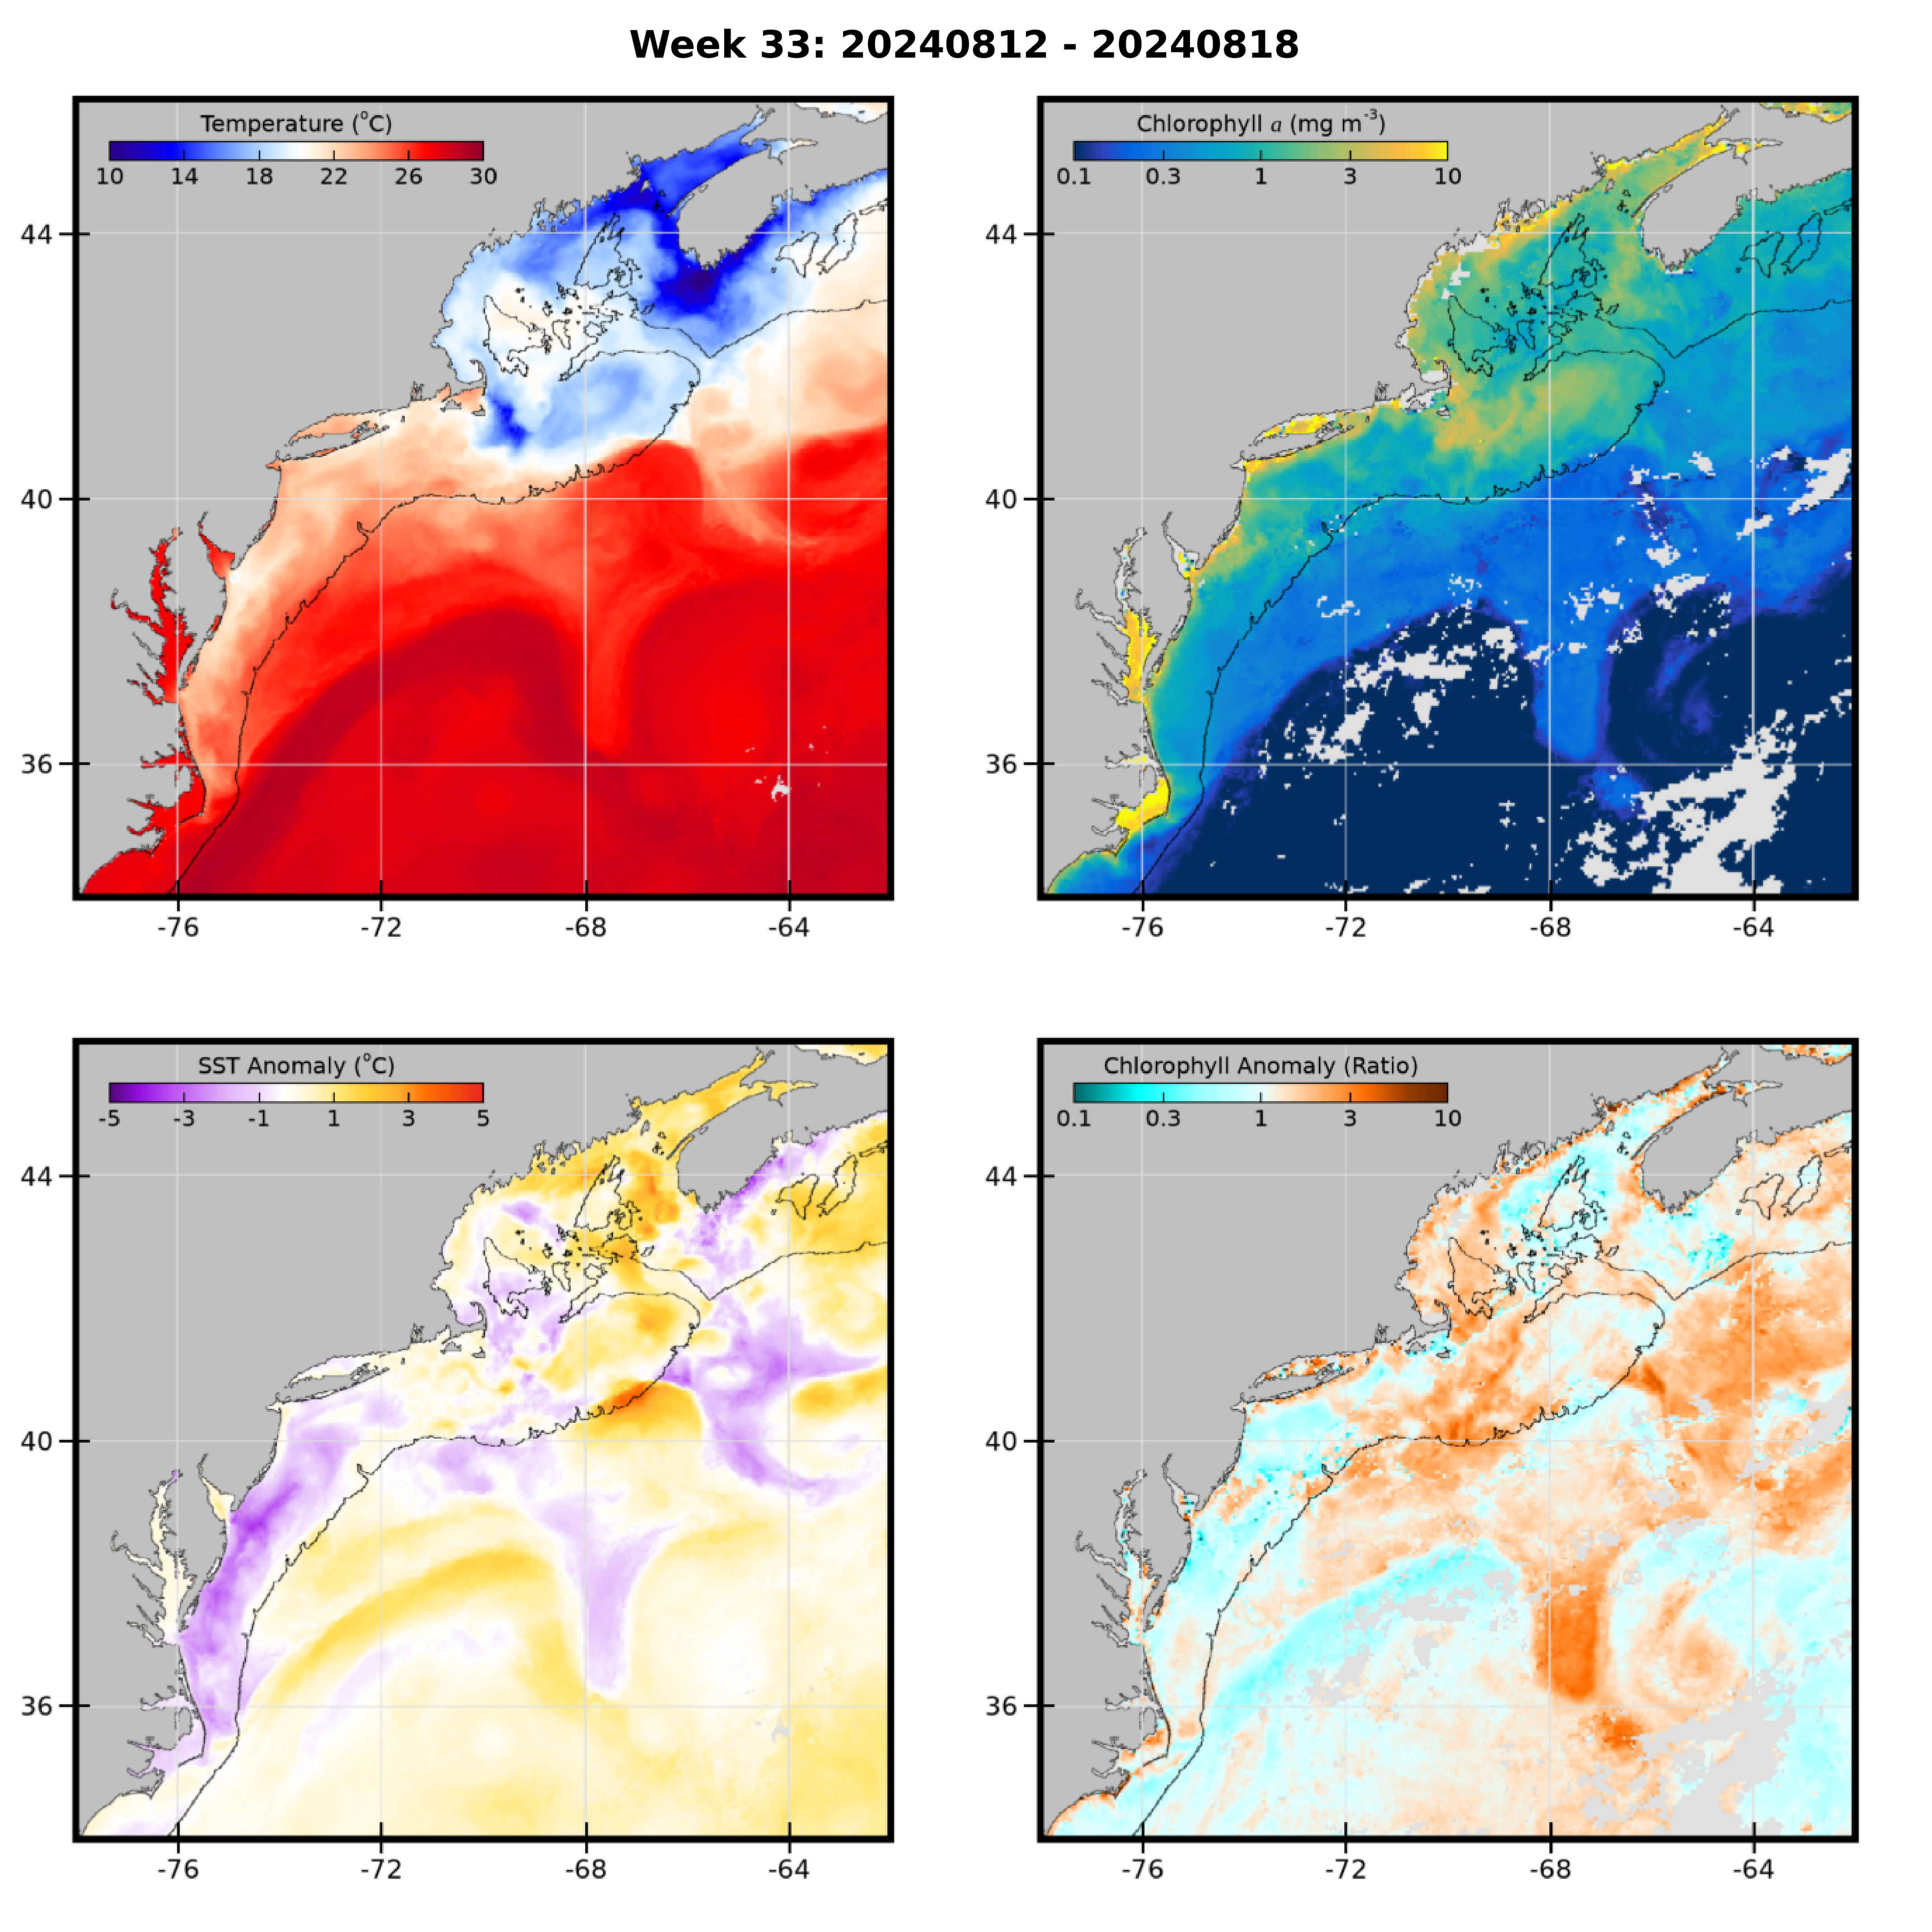 Week 33: 20240812 - 20240818
Temperature (°C)
10 14 18 22 26 30
44
40
36
-76 -72 -68 -64
Chlorophyll a (mg m⁻³)
0.1 0.3 1 3 10
44
40
36
-76 -72 -68 -64
SST Anomaly (°C)
-5 -3 -1 1 3 5
44
40
36
-76 -72 -68 -64
Chlorophyll Anomaly (Ratio)
0.1 0.3 1 3 10
44
40
36
-76 -72 -68 -64